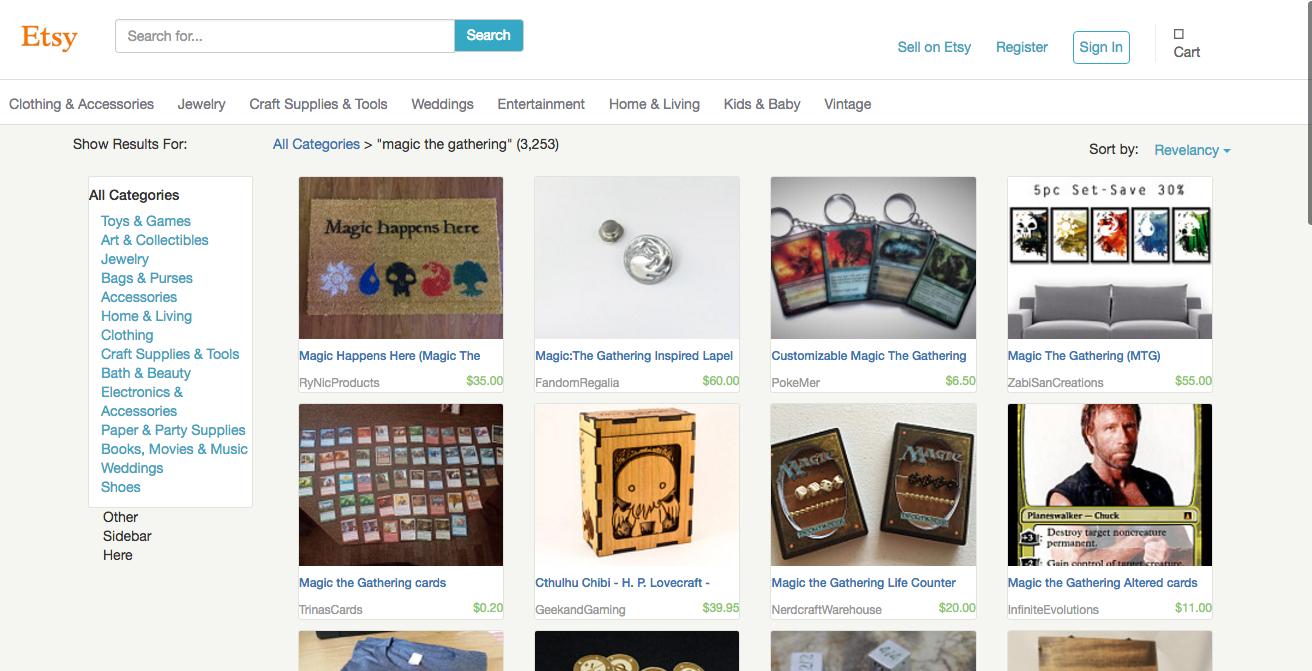 Etsy
Search for...
Search
Sell on Etsy
Register
Sign In
Cart
Clothing & Accessories
Jewelry
Craft Supplies & Tools
Weddings
Entertainment
Home & Living
Kids & Baby
Vintage
Show Results For:
All Categories > "magic the gathering" (3,253)
Sort by:
Revelancy
All Categories
Toys & Games
Art & Collectibles
Jewelry
Bags & Purses
Accessories
Home & Living
Clothing
Craft Supplies & Tools
Bath & Beauty
Electronics &
Accessories
Paper & Party Supplies
Books, Movies & Music
Weddings
Shoes
Other
Sidebar
Here
Magic happens here
Magic Happens Here (Magic The
RyNicProducts
$35.00
Magic:The Gathering Inspired Lapel
FandomRegalia
$60.00
Customizable Magic The Gathering
PokeMer
$6.50
5pc Set-Save 30%
Magic The Gathering (MTG)
ZabiSanCreations
$55.00
Magic the Gathering cards
TrinasCards
$0.20
Cthulhu Chibi - H. P. Lovecraft -
GeekandGaming
$39.95
Magic
Magic
Magic the Gathering Life Counter
NerdcraftWarehouse
$20.00
Planeswalker — Chuck
+3: Destroy target noncreature
permanent.
-2: Gain control of target creature.
Magic the Gathering Altered cards
InfiniteEvolutions
$11.00